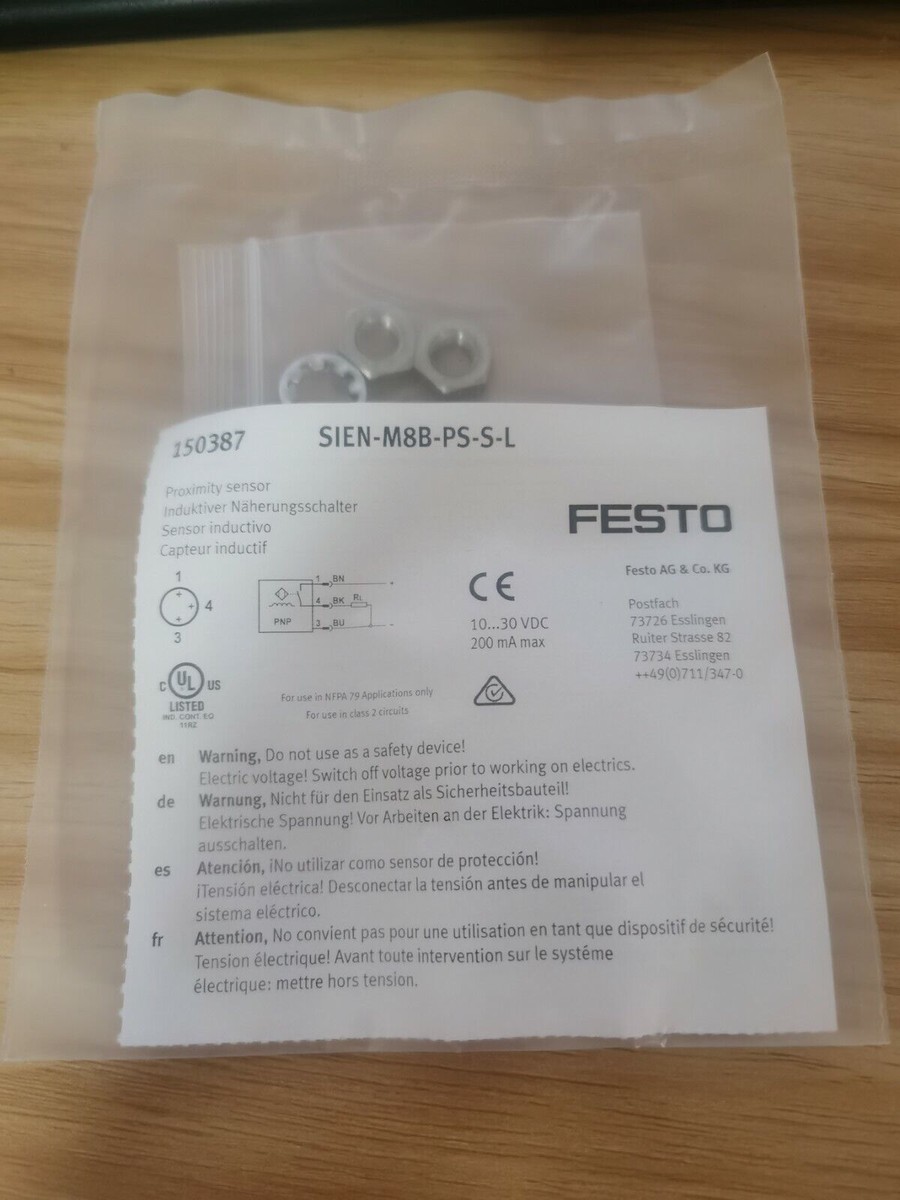 150387
SIEN-M8B-PS-S-L
Proximity sensor
Induktiver Näherungsschalter
Sensor inductivo
Capteur inductif
FESTO
Festo AG & Co. KG
Postfach
73726 Esslingen
Ruiter Strasse 82
73734 Esslingen
++49(0)711/347-0
1
4
3
1 BN +
4 BK RL
PNP 3 BU -
CE
10...30 VDC
200 mA max
C UL US
LISTED
IND. CONT. EQ
11RZ
For use in NFPA 79 Applications only
For use in class 2 circuits
en Warning, Do not use as a safety device!
Electric voltage! Switch off voltage prior to working on electrics.
de Warnung, Nicht für den Einsatz als Sicherheitsbauteil!
Elektrische Spannung! Vor Arbeiten an der Elektrik: Spannung
ausschalten.
es Atención, ¡No utilizar como sensor de protección!
¡Tensión eléctrica! Desconectar la tensión antes de manipular el
sistema eléctrico.
fr Attention, No convient pas pour une utilisation en tant que dispositif de sécurité!
Tension électrique! Avant toute intervention sur le systéme
électrique: mettre hors tension.